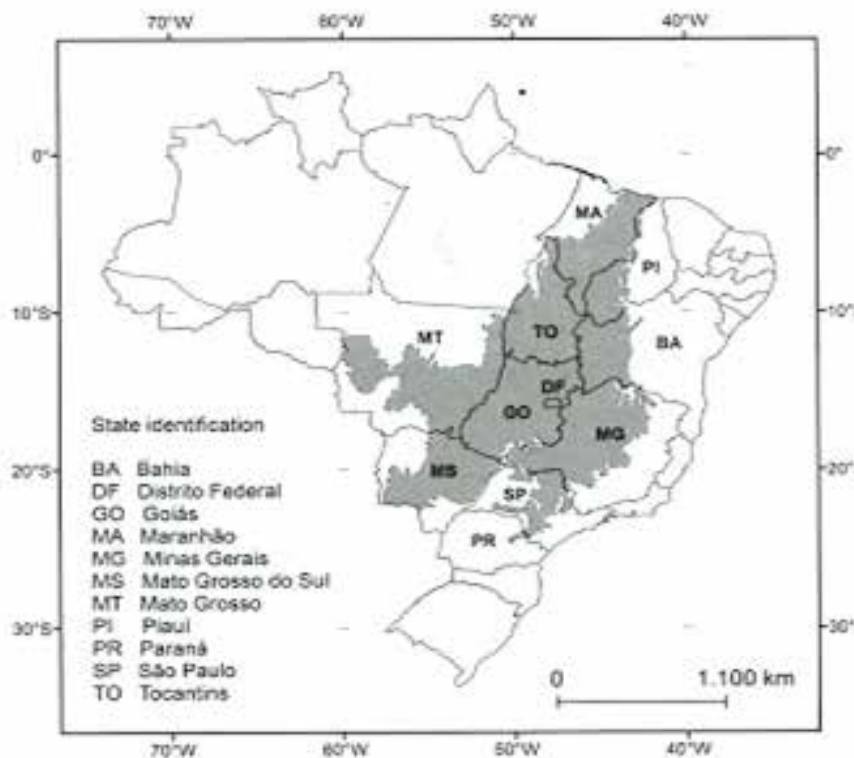 70°W 60°W 50°W 40°W
0° 0°
MA
PI
10°S 10°S
MT TO BA
DF
GO
MG
State identification
MS
20°S 20°S
BA Bahia
SP
DF Distrito Federal
GO Goiás
PR
MA Maranhão
MG Minas Gerais
MS Mato Grosso do Sul
MT Mato Grosso
PI Piauí
30°S 30°S
PR Paraná
SP São Paulo
TO Tocantins
0 1.100 km
70°W 60°W 50°W 40°W